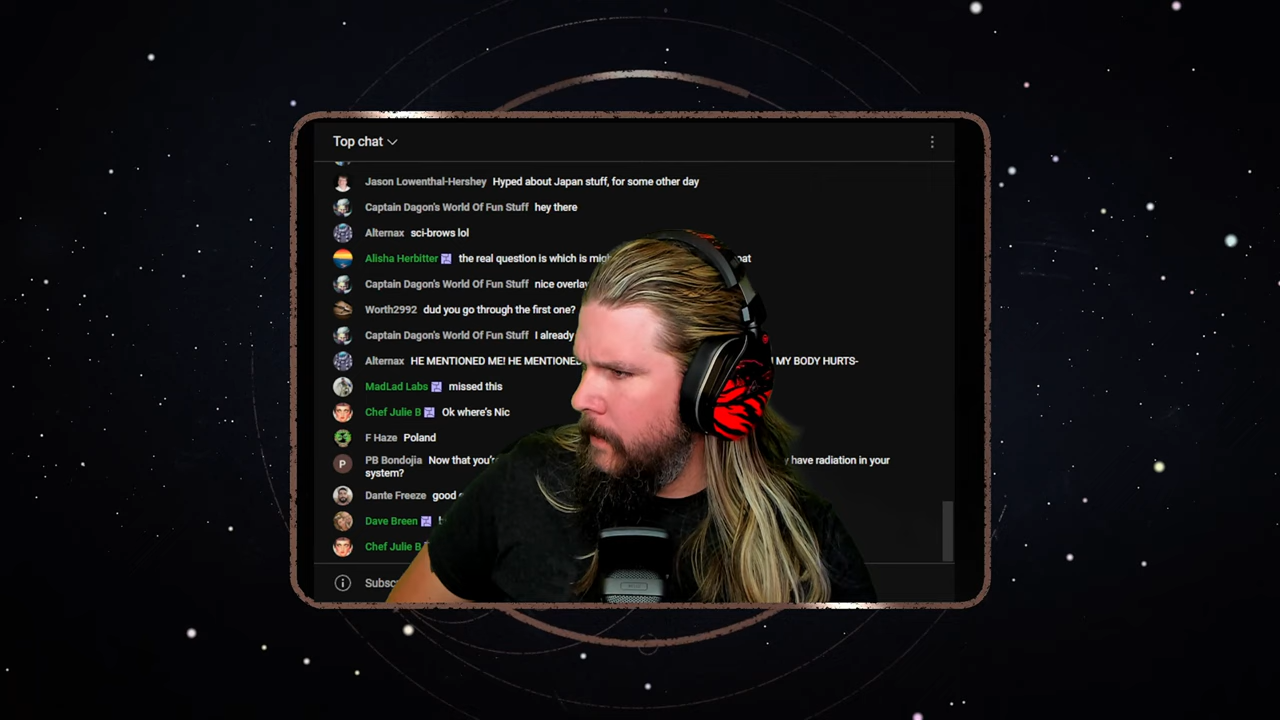 Top chat
Jason Lowenthal-Hershey Hyped about Japan stuff, for some other day
Captain Dagon's World Of Fun Stuff hey there
Alternax sci-brows lol
Alisha Herbitter the real question is which is
Captain Dagon's World Of Fun Stuff nice overlay
Worth2992 dud you go through the first one?
Captain Dagon's World Of Fun Stuff I already
Alternax HE MENTIONED ME! HE MENTIONED MY BODY HURTS-
MadLad Labs missed this
Chef Julie B Ok where's Nic
F Haze Poland
P PB Bondojia Now that you're have radiation in your
system?
Dante Freeze good
Dave Breen
Chef Julie B